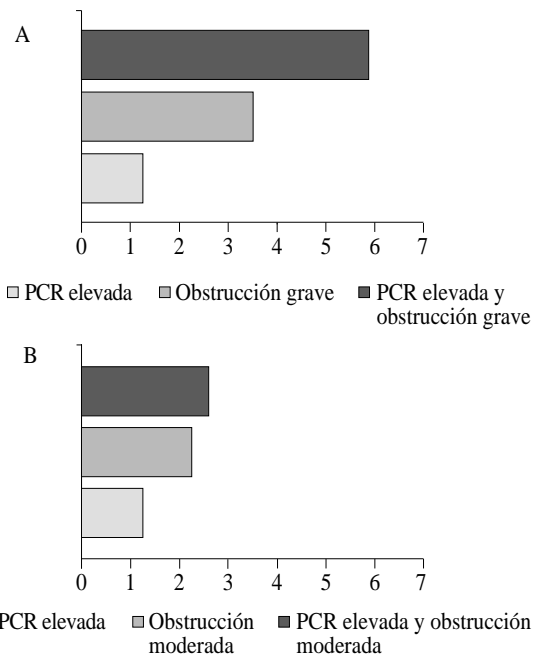 A
0 1 2 3 4 5 6 7
PCR elevada Obstrucción grave PCR elevada y
obstrucción grave
B
0 1 2 3 4 5 6 7
PCR elevada Obstrucción PCR elevada y obstrucción
moderada moderada